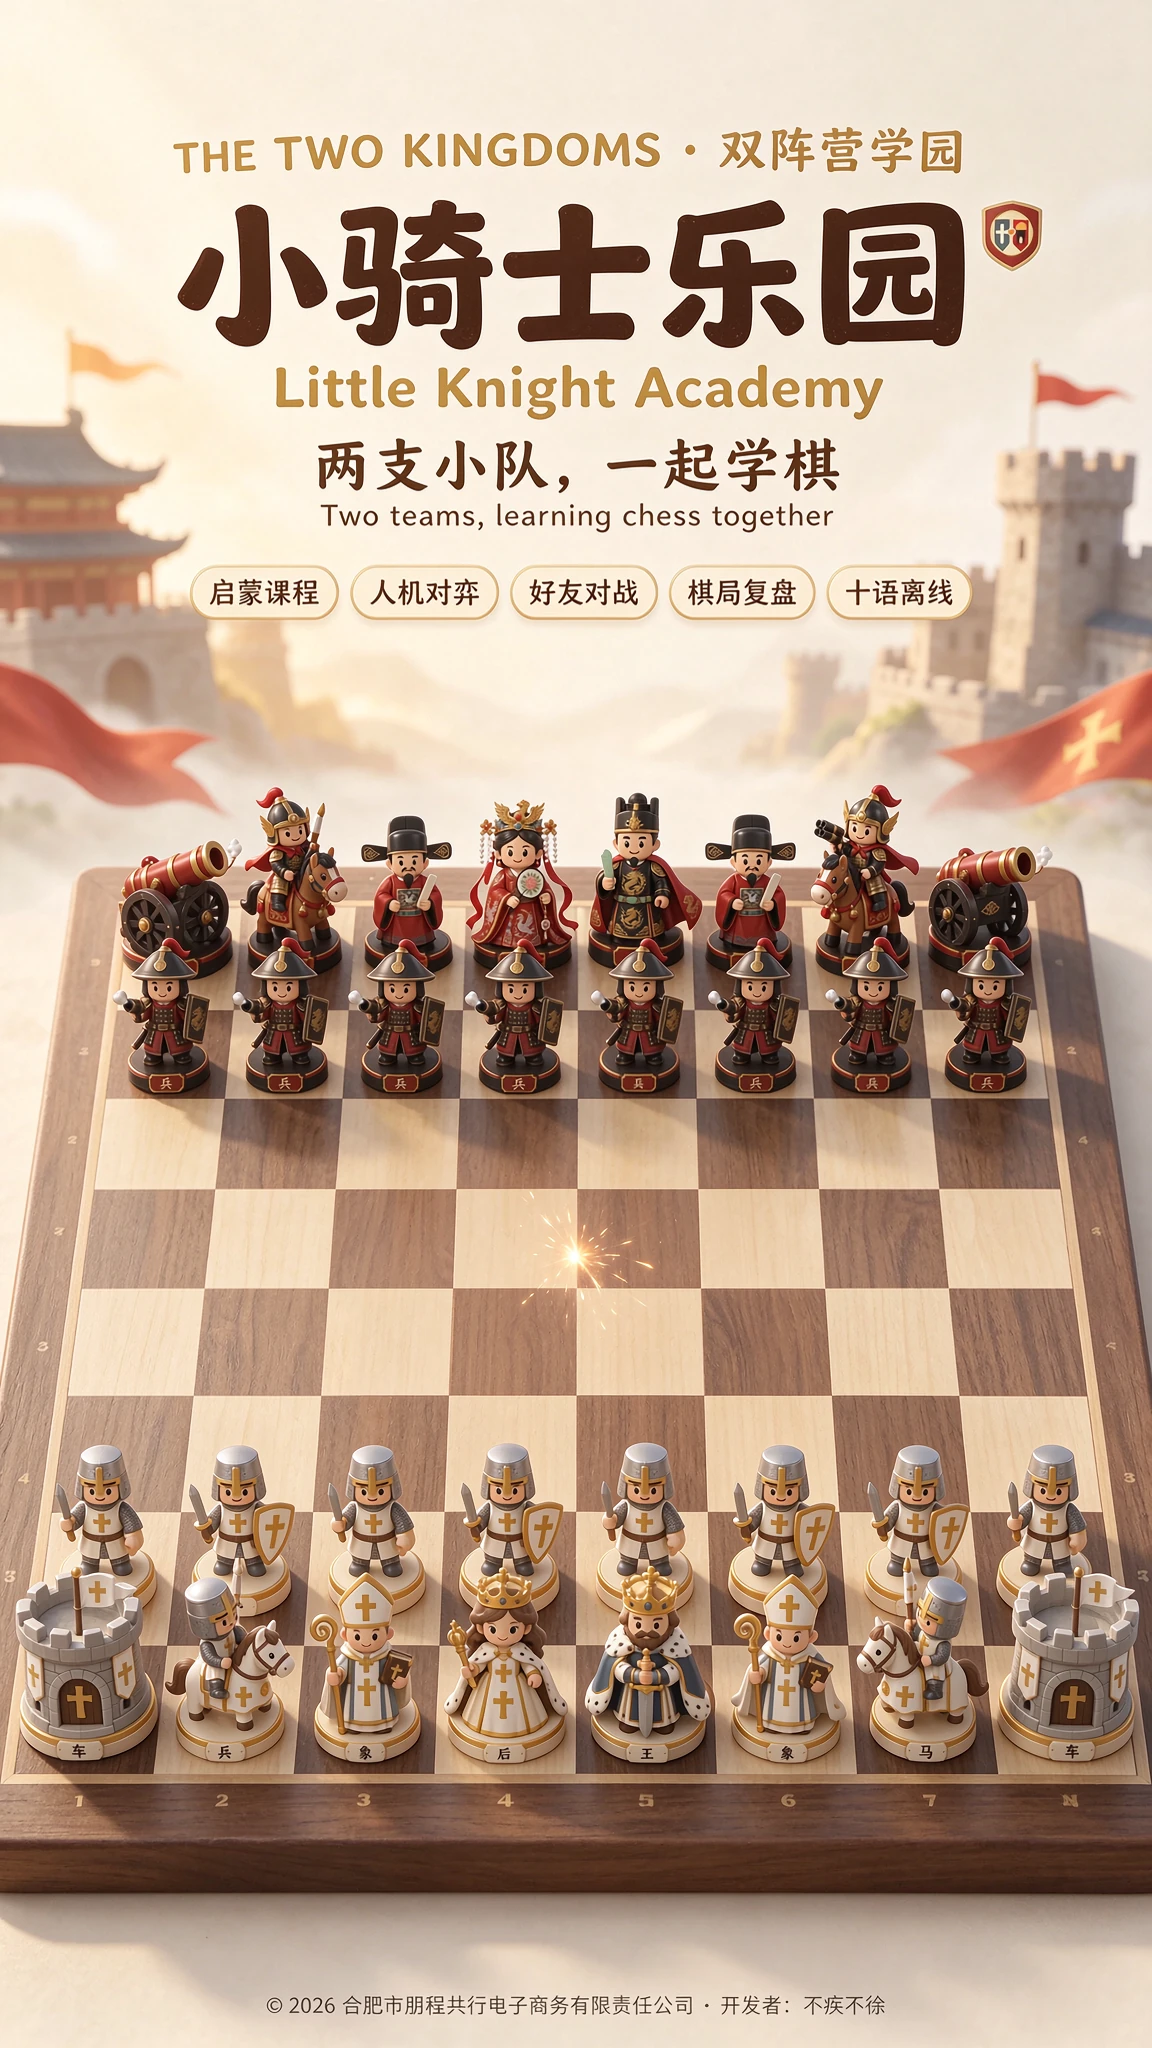 THE TWO KINGDOMS · 双阵营学园
小骑士乐园
Little Knight Academy
两支小队，一起学棋
Two teams, learning chess together
启蒙课程 人机对弈 好友对战 棋局复盘 十语离线
兵 兵 兵 兵 兵 兵 兵 兵
车 兵 象 后 王 象 马 车
1 2 3 4 5 6 7
© 2026 合肥市朋程共行电子商务有限责任公司 · 开发者：不疾不徐